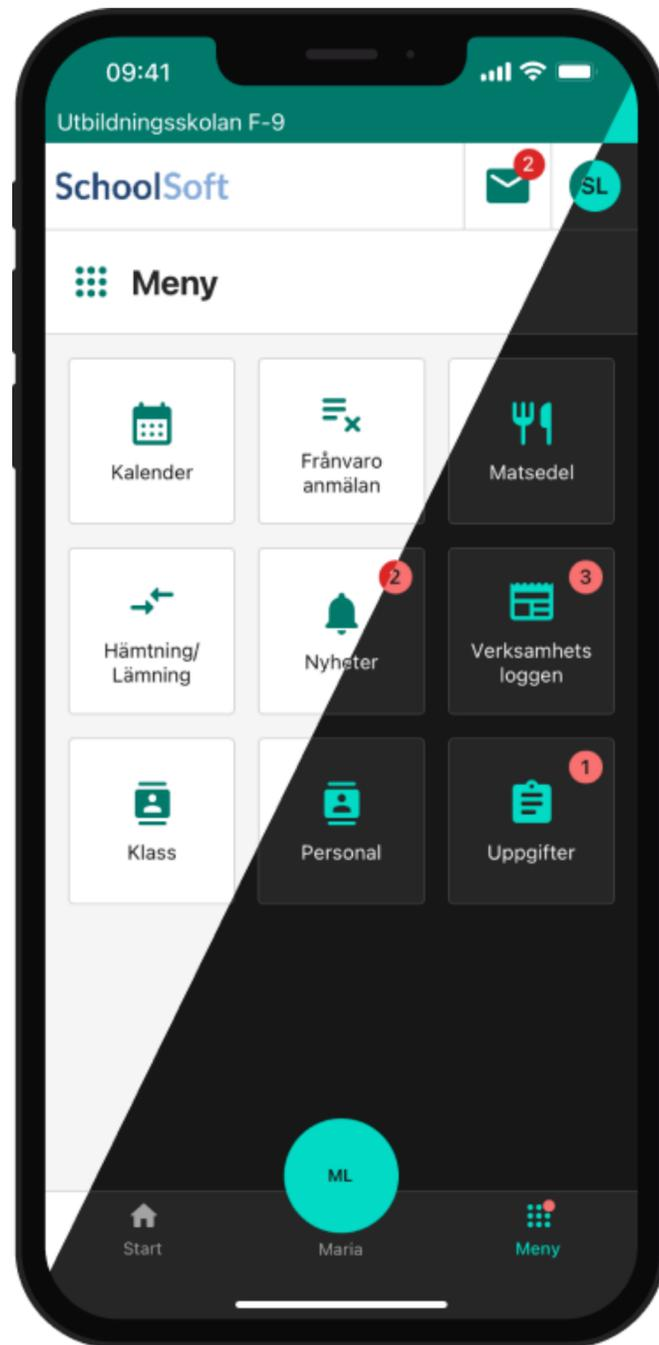 09:41
Utbildningsskolan F-9
SchoolSoft
2
SL
Meny
Kalender
Frånvaro
anmälan
Matsedel
Hämtning/
Lämning
2
Nyheter
3
Verksamhets
loggen
Klass
Personal
1
Uppgifter
ML
Start
Maria
Meny